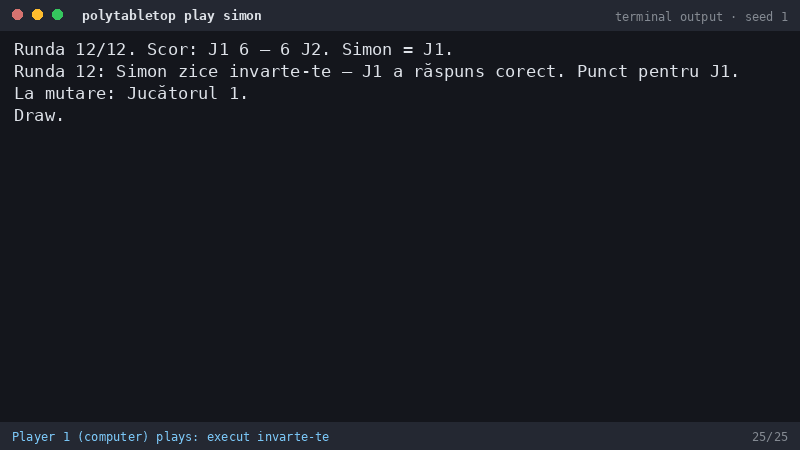 polytabletop play simon
terminal output · seed 1
Runda 12/12. Scor: J1 6 – 6 J2. Simon = J1.
Runda 12: Simon zice invarte-te — J1 a răspuns corect. Punct pentru J1.
La mutare: Jucătorul 1.
Draw.
Player 1 (computer) plays: execut invarte-te
25/25